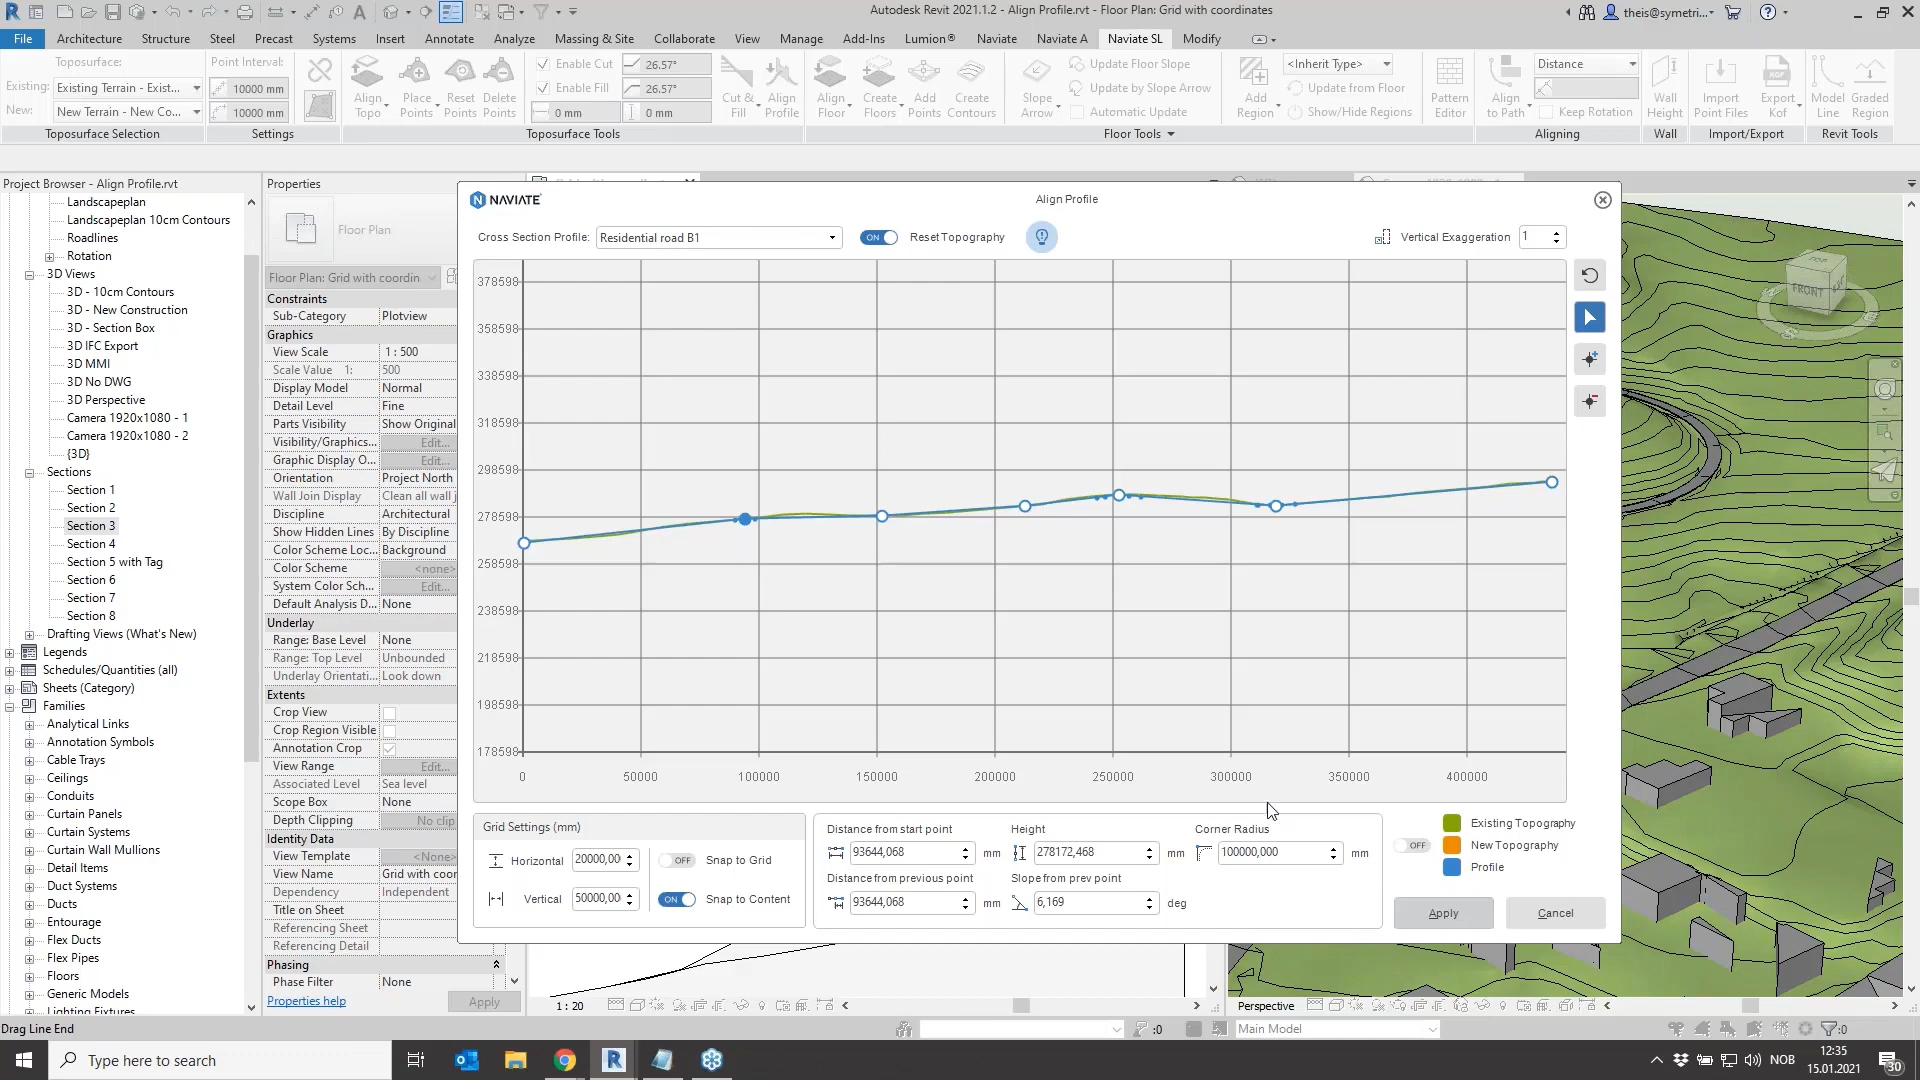 Autodesk Revit 2021.1.2 - Align Profile.rvt - Floor Plan: Grid with coordinates
theis@symetri...
File Architecture Structure Steel Precast Systems Insert Annotate Analyze Massing & Site Collaborate View Manage Add-Ins Lumion® Naviate Naviate A Naviate SL Modify
Toposurface: Point Interval:
Existing: Existing Terrain - Exist...
New: New Terrain - New Co...
10000 mm
10000 mm
Align Topo
Place Points
Reset Points
Delete Points
Enable Cut 26.57°
Enable Fill 26.57°
0 mm 0 mm
Cut & Fill
Align Profile
Align Floor
Create Floors
Add Points
Create Contours
Slope Arrow
Update Floor Slope
Update by Slope Arrow
Automatic Update
Add Region
<Inherit Type>
Update from Floor
Show/Hide Regions
Pattern Editor
Align to Path
Distance
Keep Rotation
Wall Height
Import Point Files
Export Kof
Model Line
Graded Region
Toposurface Selection Settings Toposurface Tools Floor Tools Aligning Wall Import/Export Revit Tools
Project Browser - Align Profile.rvt
Landscapeplan
Landscapeplan 10cm Contours
Roadlines
Rotation
3D Views
3D - 10cm Contours
3D - New Construction
3D - Section Box
3D IFC Export
3D MMI
3D No DWG
3D Perspective
Camera 1920x1080 - 1
Camera 1920x1080 - 2
{3D}
Sections
Section 1
Section 2
Section 3
Section 4
Section 5 with Tag
Section 6
Section 7
Section 8
Drafting Views (What's New)
Legends
Schedules/Quantities (all)
Sheets (Category)
Families
Analytical Links
Annotation Symbols
Cable Trays
Ceilings
Conduits
Curtain Panels
Curtain Systems
Curtain Wall Mullions
Detail Items
Duct Systems
Ducts
Entourage
Flex Ducts
Flex Pipes
Floors
Generic Models
Lighting Fixtures
Properties
Floor Plan
Floor Plan: Grid with coordin
Constraints
Sub-Category Plotview
Graphics
View Scale 1 : 500
Scale Value 1: 500
Display Model Normal
Detail Level Fine
Parts Visibility Show Original
Visibility/Graphics... Edit...
Graphic Display O... Edit...
Orientation Project North
Wall Join Display Clean all wall j
Discipline Architectural
Show Hidden Lines By Discipline
Color Scheme Loc... Background
Color Scheme <none>
System Color Sch... Edit...
Default Analysis D... None
Underlay
Range: Base Level None
Range: Top Level Unbounded
Underlay Orientati... Look down
Extents
Crop View
Crop Region Visible
Annotation Crop
View Range Edit...
Associated Level Sea level
Scope Box None
Depth Clipping No clip
Identity Data
View Template <None>
View Name Grid with coor
Dependency Independent
Title on Sheet
Referencing Sheet
Referencing Detail
Phasing
Phase Filter None
Properties help Apply
NAVIATE
Align Profile
Cross Section Profile: Residential road B1 ON Reset Topography Vertical Exaggeration 1
378598
358598
338598
318598
298598
278598
258598
238598
218598
198598
178598
0 50000 100000 150000 200000 250000 300000 350000 400000
Grid Settings (mm)
Horizontal 20000,00 OFF Snap to Grid
Vertical 50000,00 ON Snap to Content
Distance from start point Height Corner Radius
93644,068 mm 278172,468 mm 100000,000 mm
Distance from previous point Slope from prev point
93644,068 mm 6,169 deg
OFF
Existing Topography
New Topography
Profile
Apply Cancel
TOP
FRONT
1 : 20
Perspective
Drag Line End
:0
Main Model
:0
Type here to search
NOB
12:35
15.01.2021
30